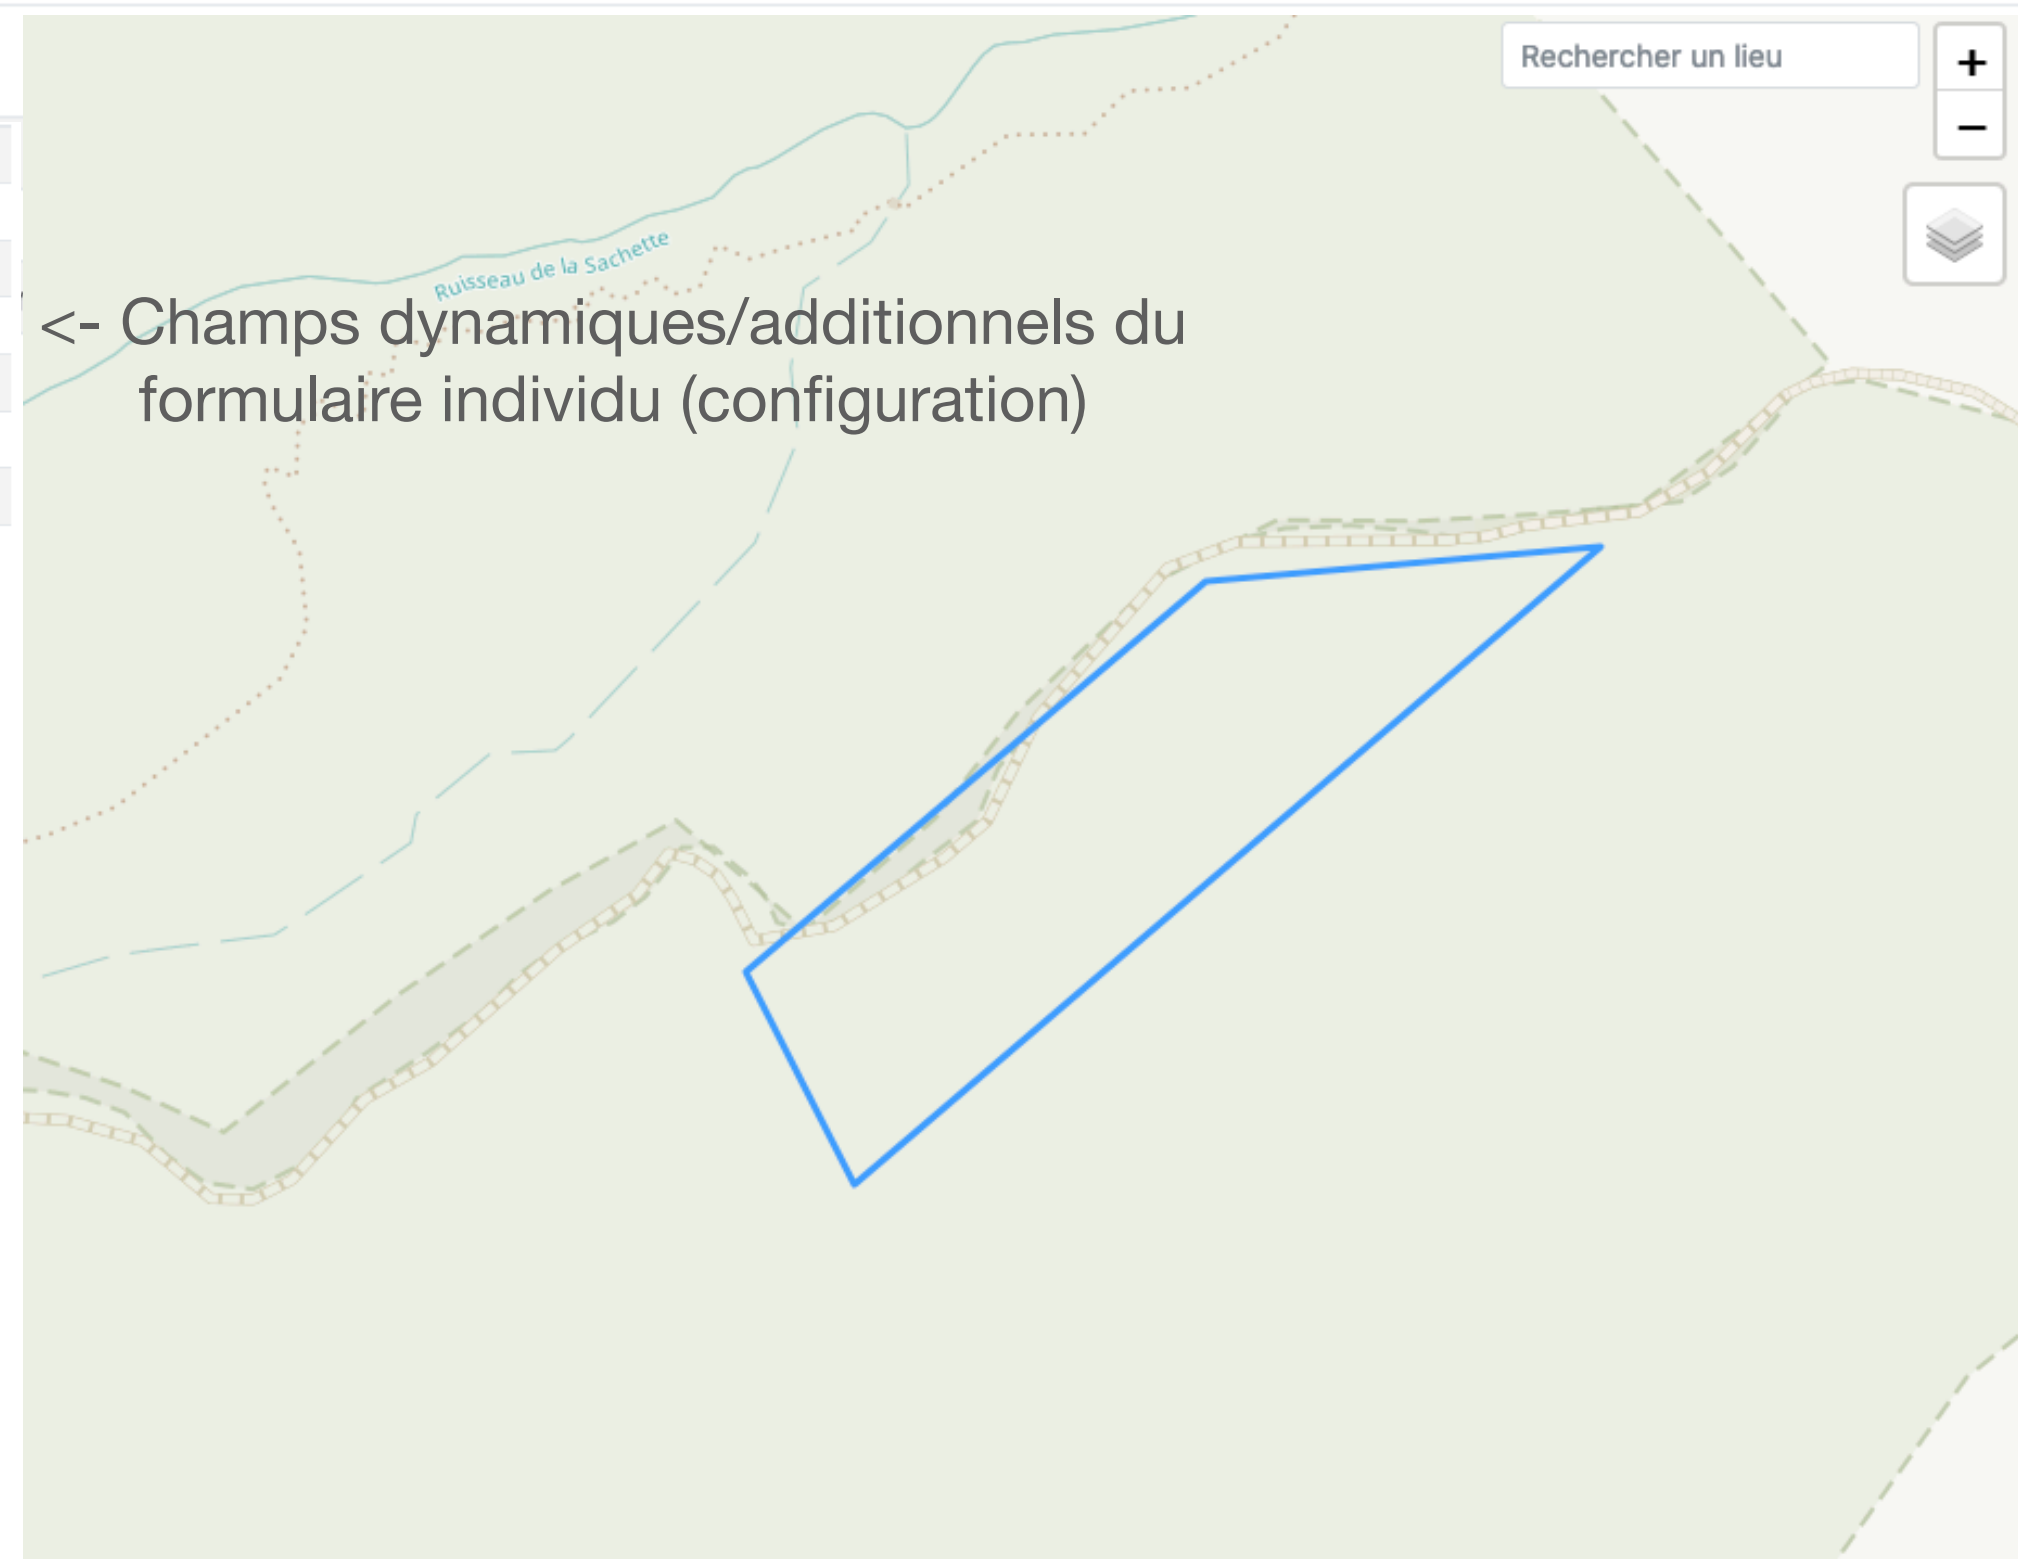 Rechercher un lieu
+
−
Ruisseau de la Sachette
<- Champs dynamiques/additionnels du
formulaire individu (configuration)